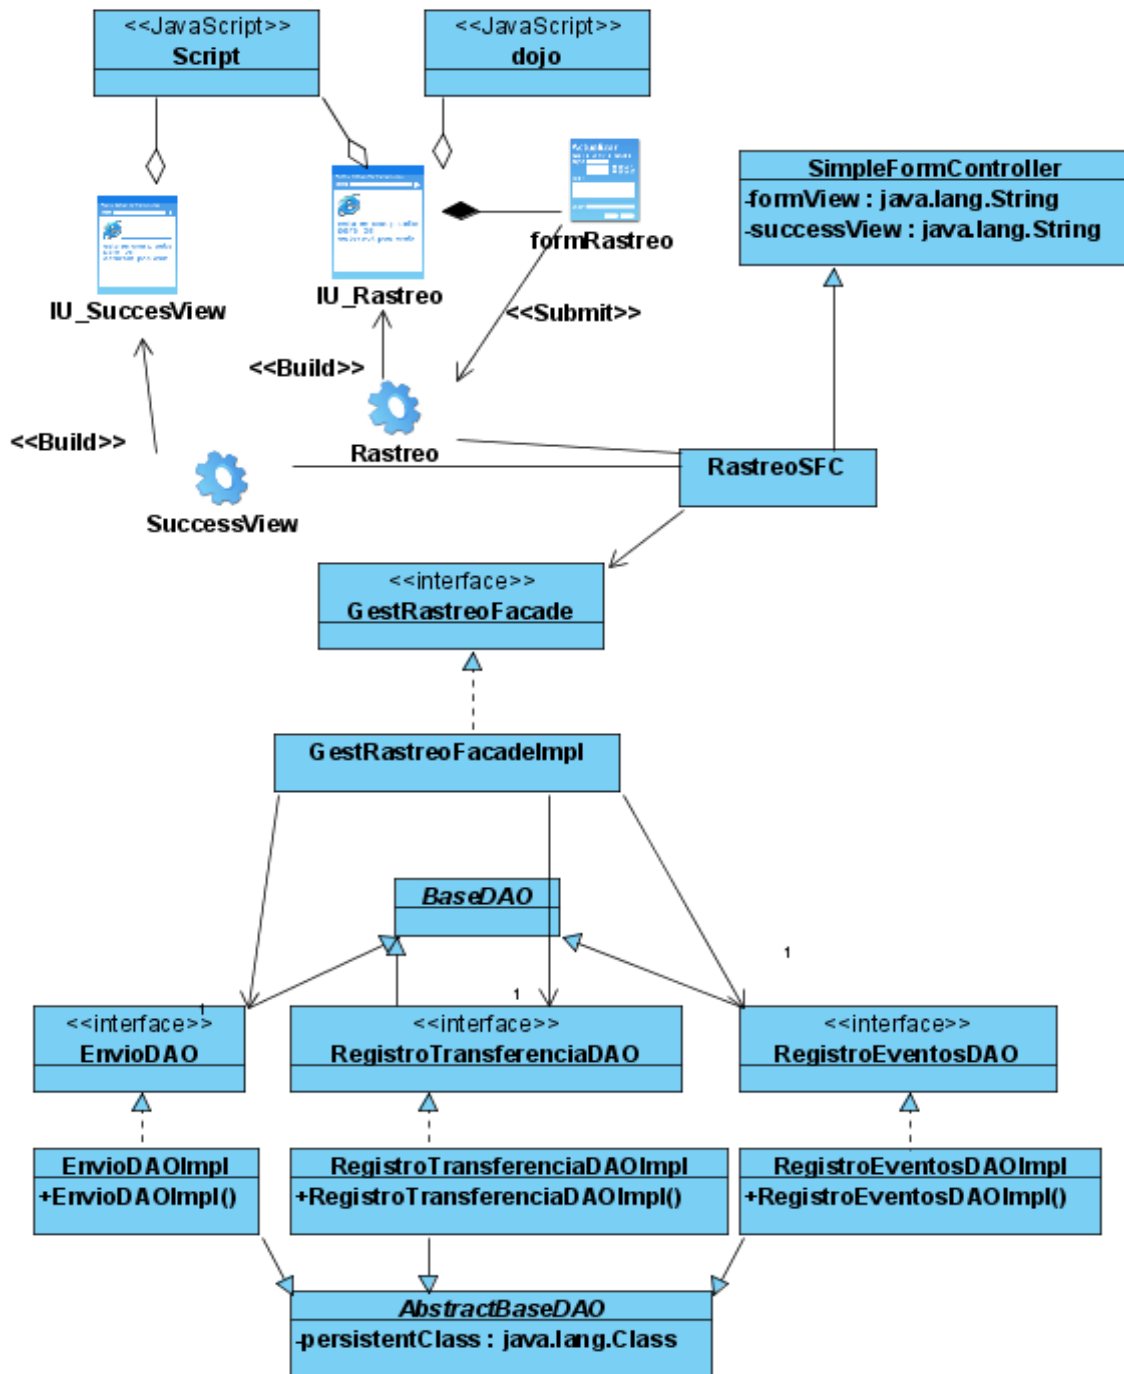 <<JavaScript>>
Script
<<JavaScript>>
dojo
Actualizar
formRastreo
SimpleFormController
-formView : java.lang.String
-successView : java.lang.String
IU_SuccesView
IU_Rastreo
<<Submit>>
<<Build>>
<<Build>>
Rastreo
RastreoSFC
SuccessView
<<interface>>
GestRastreoFacade
GestRastreoFacadeImpl
BaseDAO
1
1
1
<<interface>>
EnvioDAO
<<interface>>
RegistroTransferenciaDAO
<<interface>>
RegistroEventosDAO
EnvioDAOImpl
+EnvioDAOImpl()
RegistroTransferenciaDAOImpl
+RegistroTransferenciaDAOImpl()
RegistroEventosDAOImpl
+RegistroEventosDAOImpl()
AbstractBaseDAO
-persistentClass : java.lang.Class